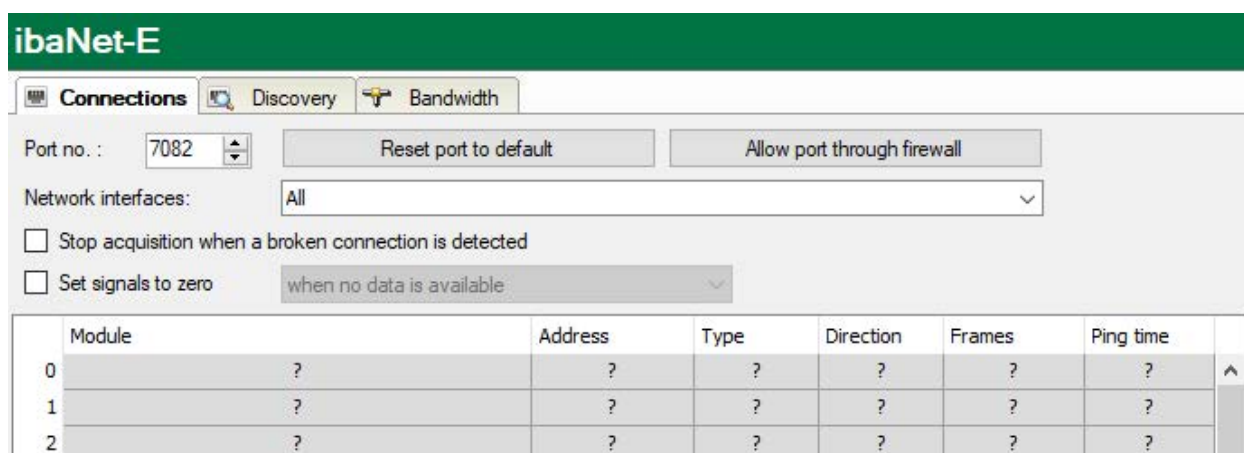 ibaNet-E
Connections Discovery Bandwidth
Port no. : 7082 Reset port to default Allow port through firewall
Network interfaces: All
Stop acquisition when a broken connection is detected
Set signals to zero when no data is available
Module Address Type Direction Frames Ping time
0 ? ? ? ? ? ?
1 ? ? ? ? ? ?
2 ? ? ? ? ? ?